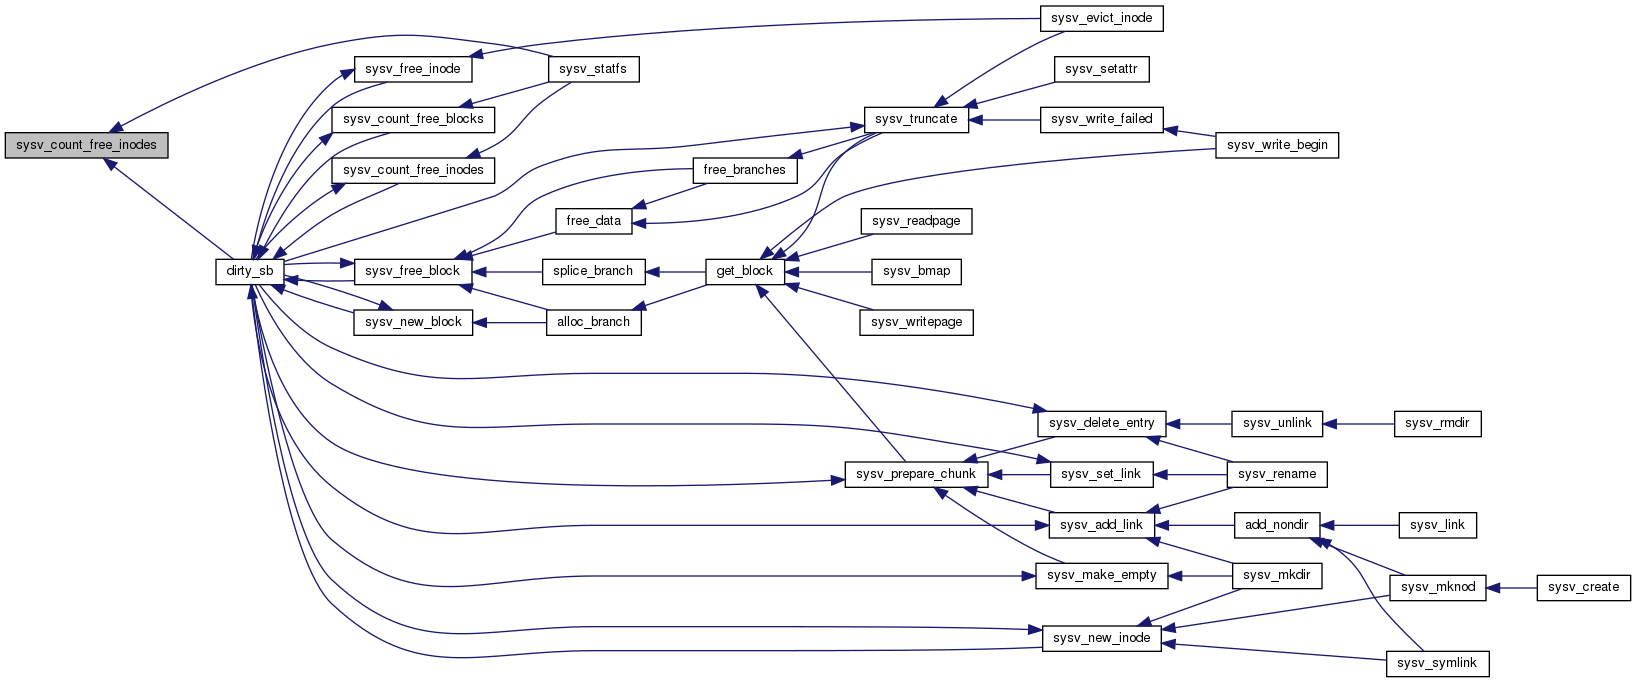 sysv_evict_inode
sysv_free_inode
sysv_statfs
sysv_setattr
sysv_count_free_blocks
sysv_truncate
sysv_write_failed
sysv_count_free_inodes
sysv_write_begin
sysv_count_free_inodes
free_branches
free_data
sysv_readpage
dirty_sb
sysv_free_block
splice_branch
get_block
sysv_bmap
sysv_new_block
alloc_branch
sysv_writepage
sysv_delete_entry
sysv_unlink
sysv_rmdir
sysv_prepare_chunk
sysv_set_link
sysv_rename
sysv_add_link
add_nondir
sysv_link
sysv_make_empty
sysv_mkdir
sysv_mknod
sysv_create
sysv_new_inode
sysv_symlink